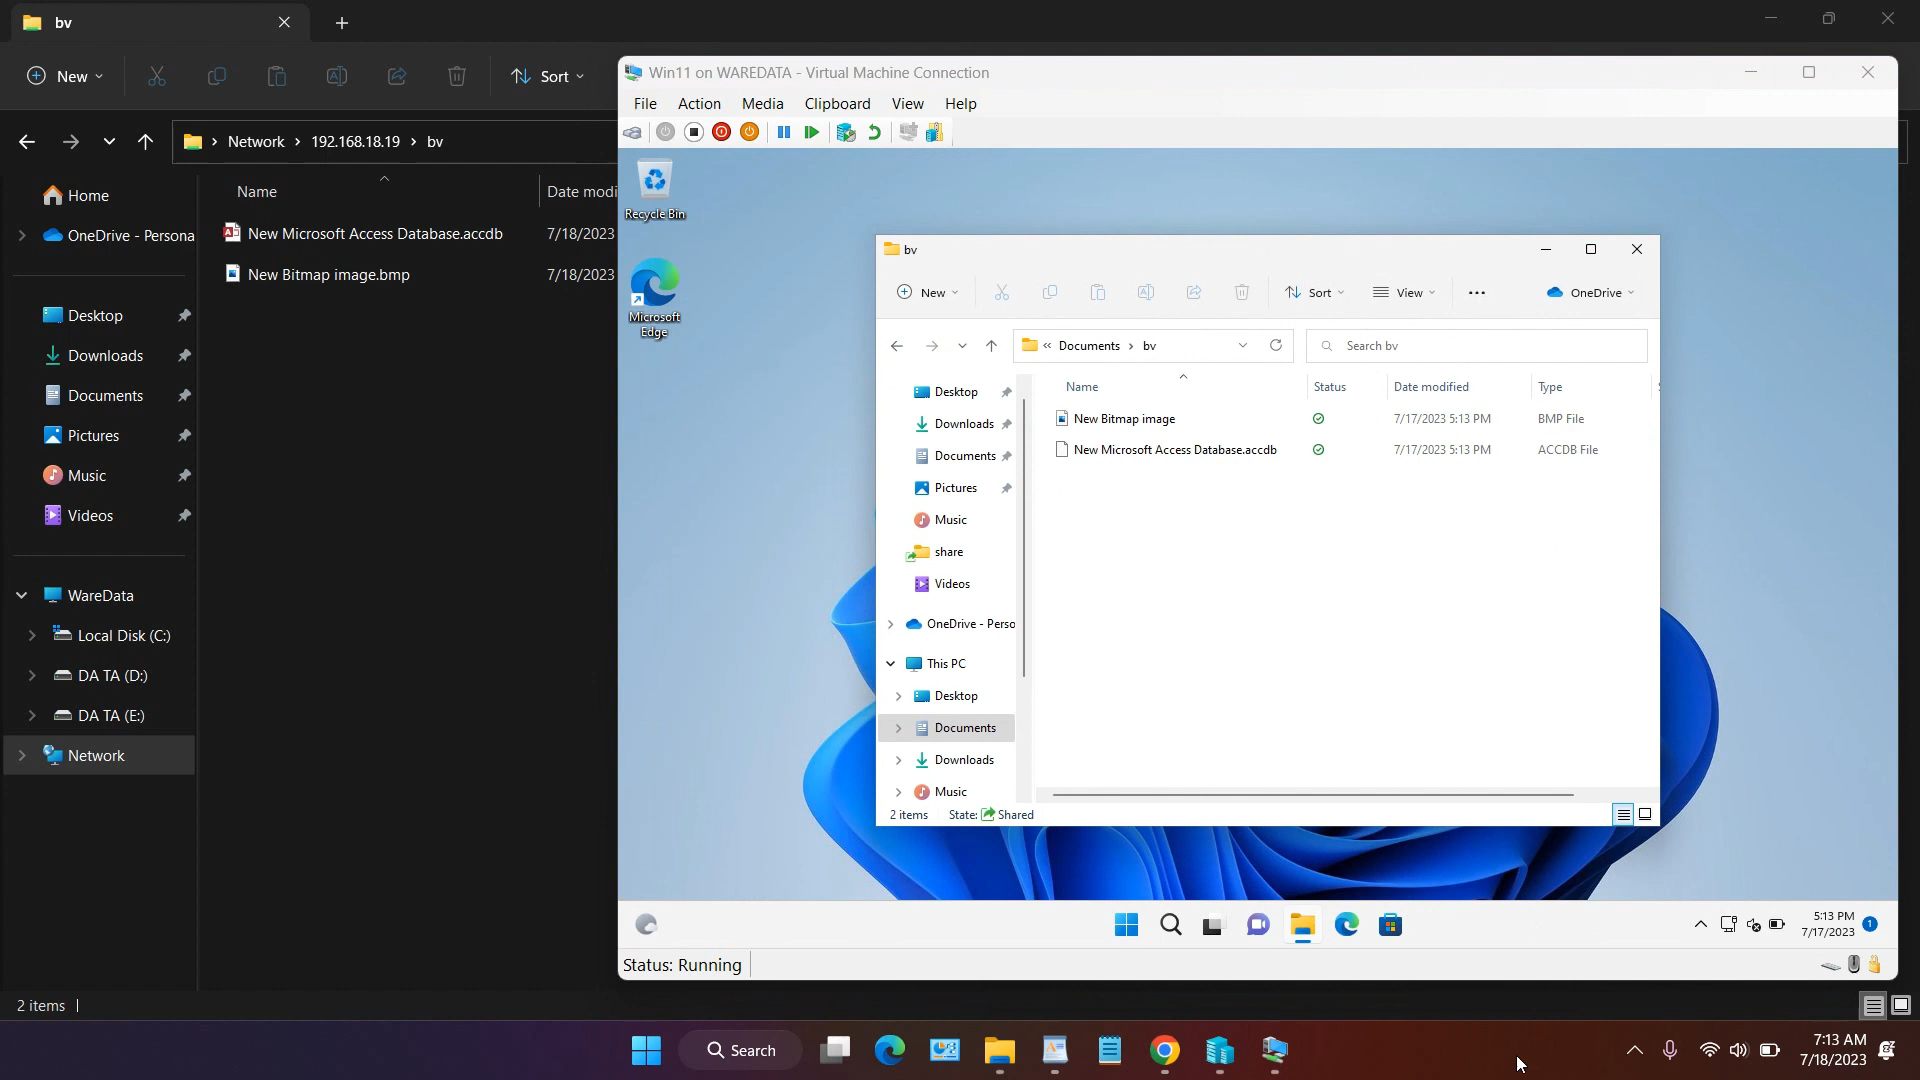 bv
New
Sort
Network
192.168.18.19
bv
Home
OneDrive - Persona
Desktop
Downloads
Documents
Pictures
Music
Videos
WareData
Local Disk (C:)
DA TA (D:)
DA TA (E:)
Network
Name
Date modi
New Microsoft Access Database.accdb
7/18/2023
New Bitmap image.bmp
7/18/2023
2 items
Win11 on WAREDATA - Virtual Machine Connection
File Action Media Clipboard View Help
Recycle Bin
Microsoft
Edge
bv
New
Sort
View
OneDrive
Documents
bv
Search bv
Desktop
Downloads
Documents
Pictures
Music
share
Videos
OneDrive - Perso
This PC
Desktop
Documents
Downloads
Music
Name Status Date modified Type
New Bitmap image 7/17/2023 5:13 PM BMP File
New Microsoft Access Database.accdb 7/17/2023 5:13 PM ACCDB File
2 items State: Shared
5:13 PM
7/17/2023
1
Status: Running
Search
7:13 AM
7/18/2023